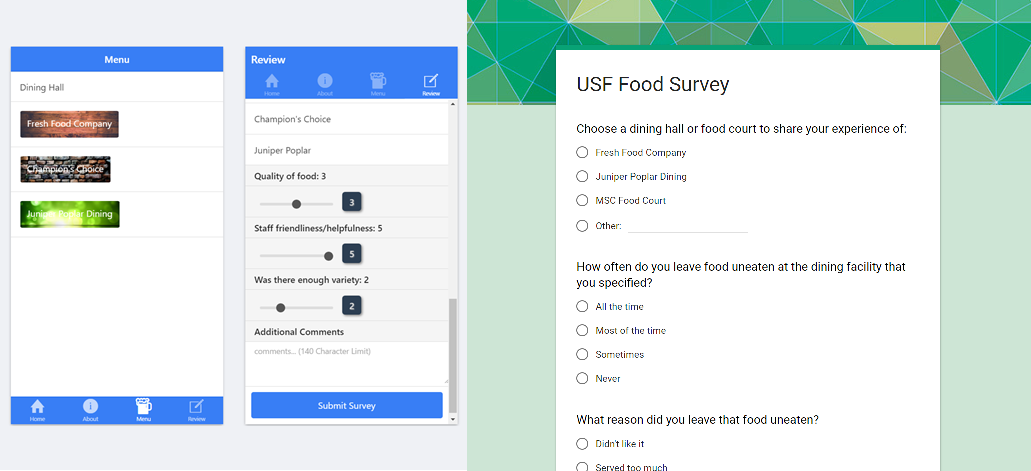 Menu
Dining Hall
Fresh Food Company
Champion's Choice
Juniper Poplar Dining
Home
About
Menu
Review
Review
Home
About
Menu
Review
Champion's Choice
Juniper Poplar
Quality of food: 3
3
Staff friendliness/helpfulness: 5
5
Was there enough variety: 2
2
Additional Comments
comments... (140 Character Limit)
Submit Survey
USF Food Survey
Choose a dining hall or food court to share your experience of:
Fresh Food Company
Juniper Poplar Dining
MSC Food Court
Other:
How often do you leave food uneaten at the dining facility that
you specified?
All the time
Most of the time
Sometimes
Never
What reason did you leave that food uneaten?
Didn't like it
Served too much